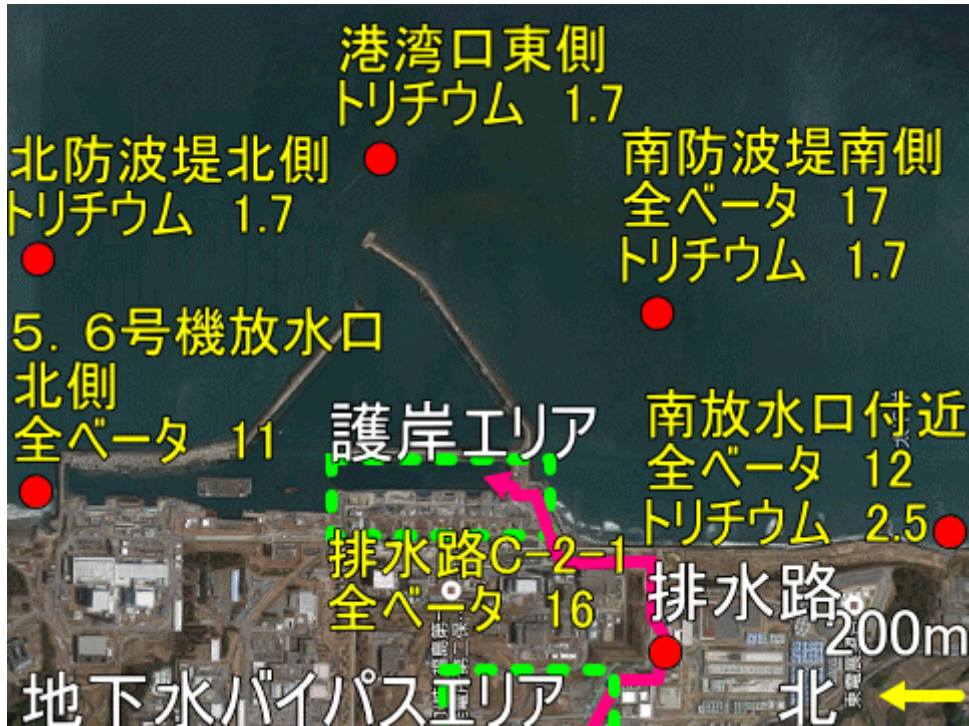 港湾口東側
トリチウム 1.7
北防波堤北側
トリチウム 1.7
南防波堤南側
全ベータ 17
トリチウム 1.7
5.6号機放水口
北側
全ベータ 11
護岸エリア
南放水口付近
全ベータ 12
トリチウム 2.5
排水路C-2-1
全ベータ 16
排水路
200m
地下水バイパスエリア
北